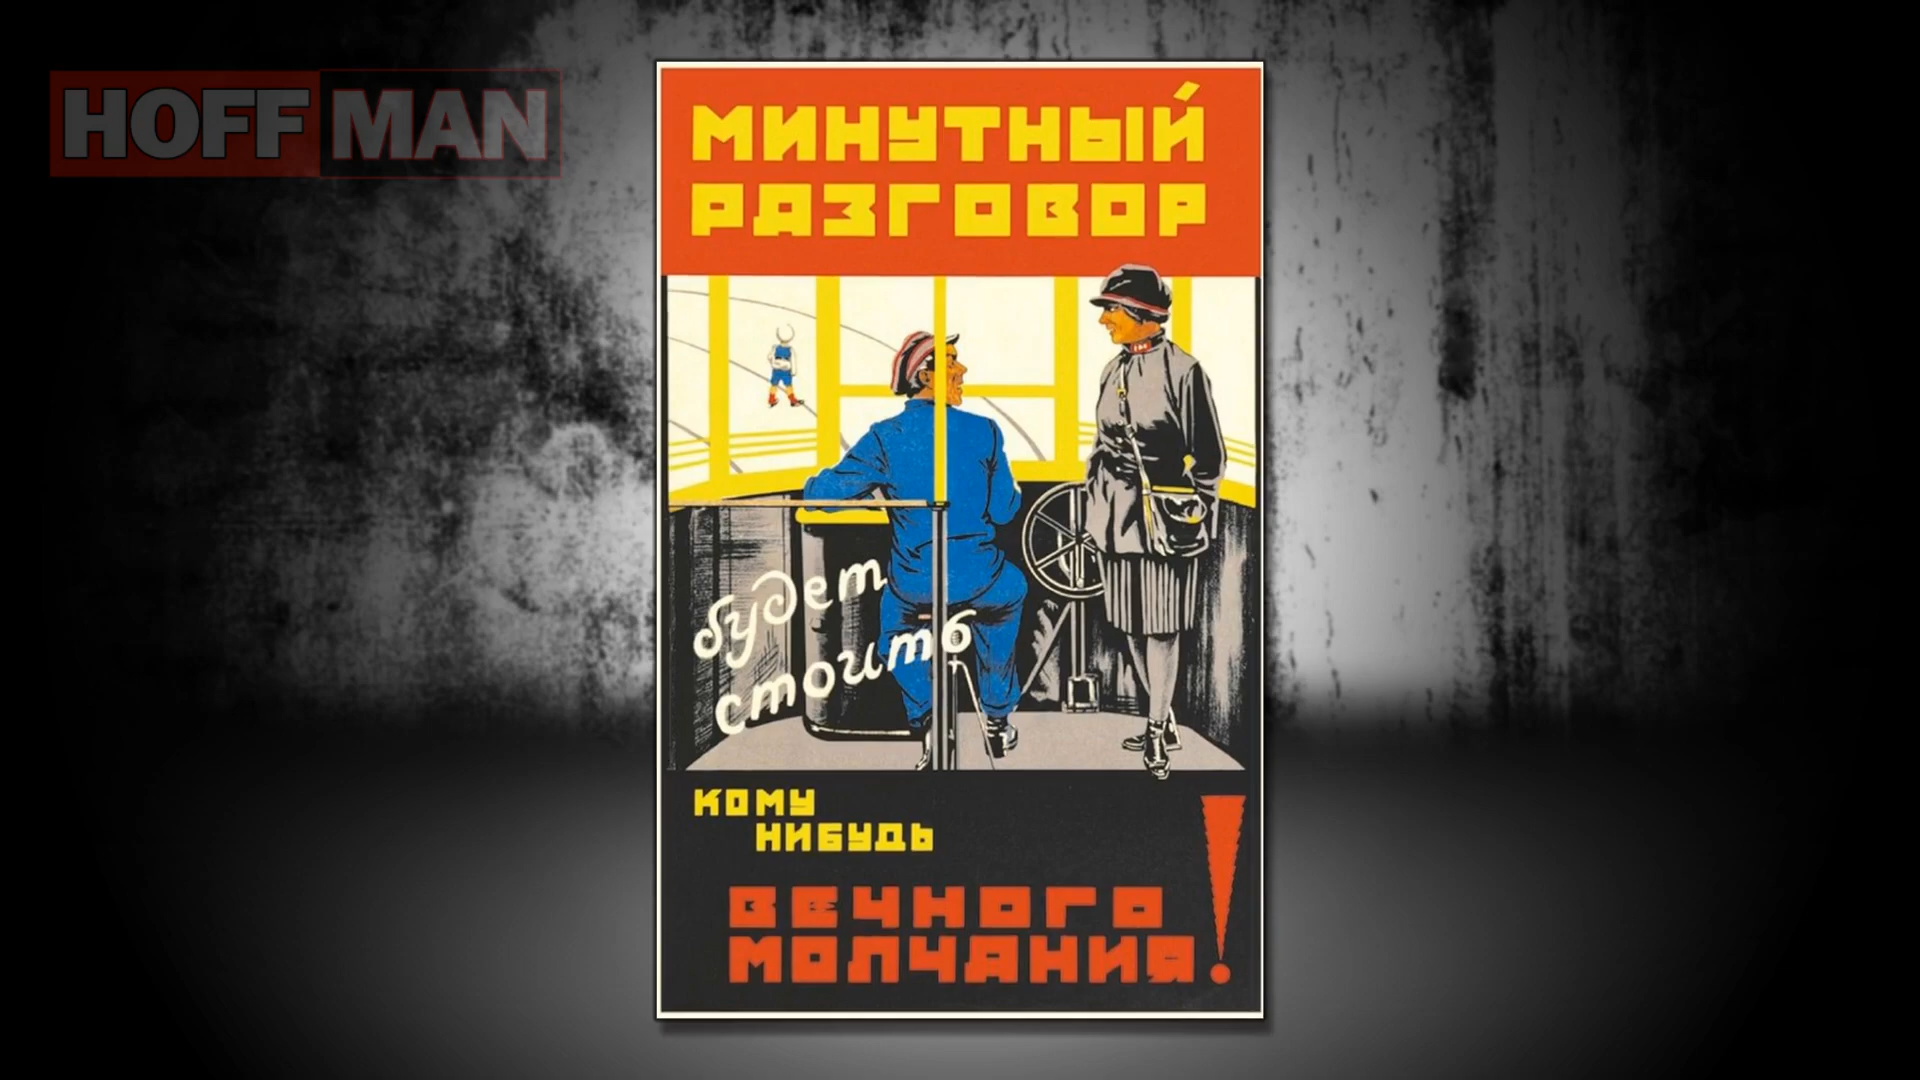 HOFFMAN
МИНУТНЫЙ
РАЗГОВОР
будет
стоить
КОМУ
НИБУДЬ
ВЕЧНОГО
МОЛЧАНИЯ!